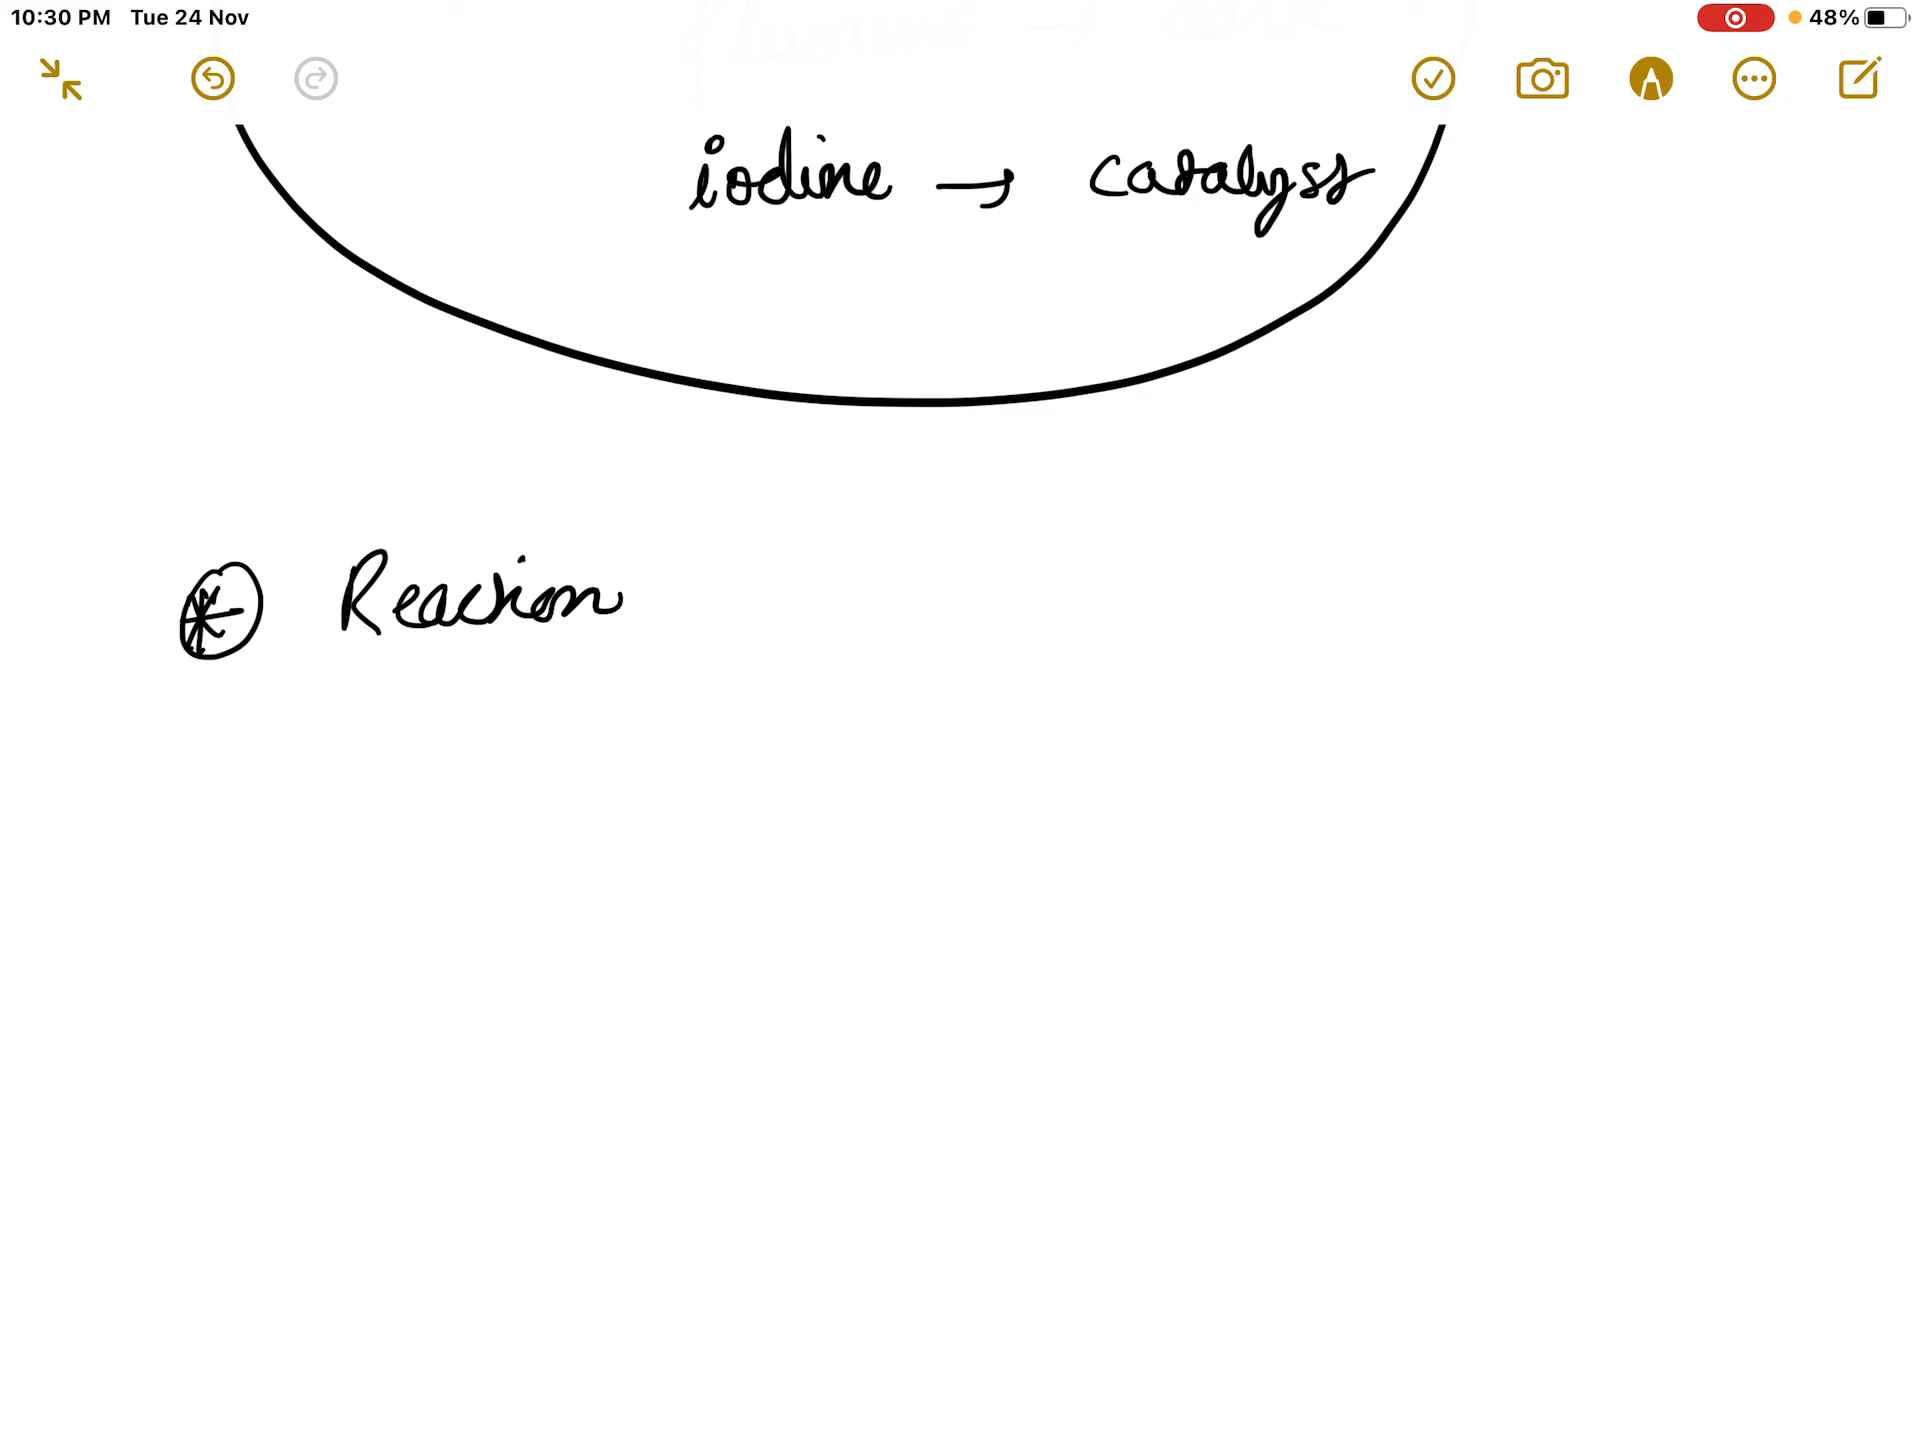 10:30 PM Tue 24 Nov 48%
iodine → catalyst
Reaction